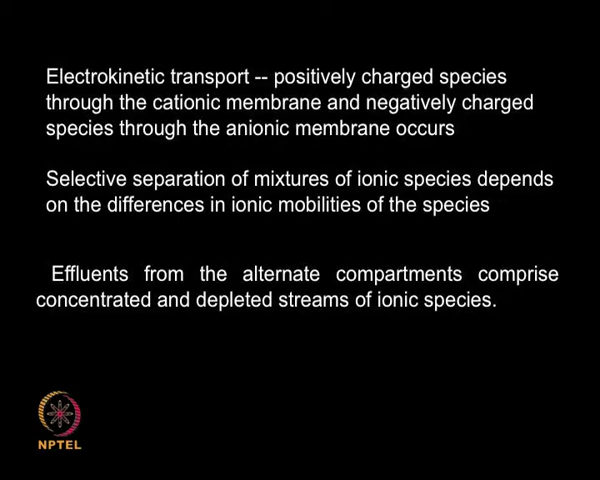 Electrokinetic transport -- positively charged species
through the cationic membrane and negatively charged
species through the anionic membrane occurs
Selective separation of mixtures of ionic species depends
on the differences in ionic mobilities of the species
Effluents from the alternate compartments comprise
concentrated and depleted streams of ionic species.
NPTEL